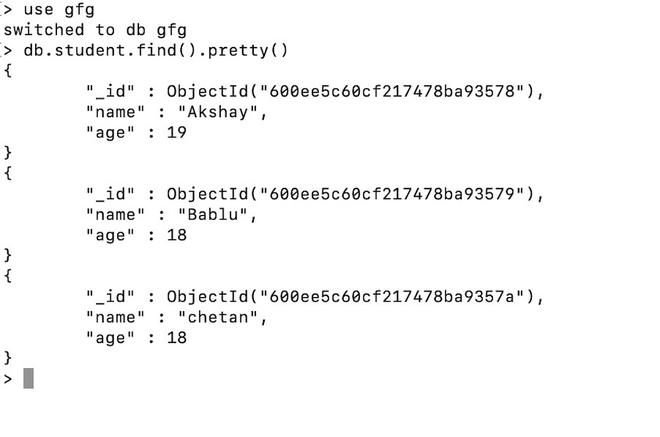 > use gfg
switched to db gfg
> db.student.find().pretty()
{
        "_id" : ObjectId("600ee5c60cf217478ba93578"),
        "name" : "Akshay",
        "age" : 19
}
{
        "_id" : ObjectId("600ee5c60cf217478ba93579"),
        "name" : "Bablu",
        "age" : 18
}
{
        "_id" : ObjectId("600ee5c60cf217478ba9357a"),
        "name" : "chetan",
        "age" : 18
}
>